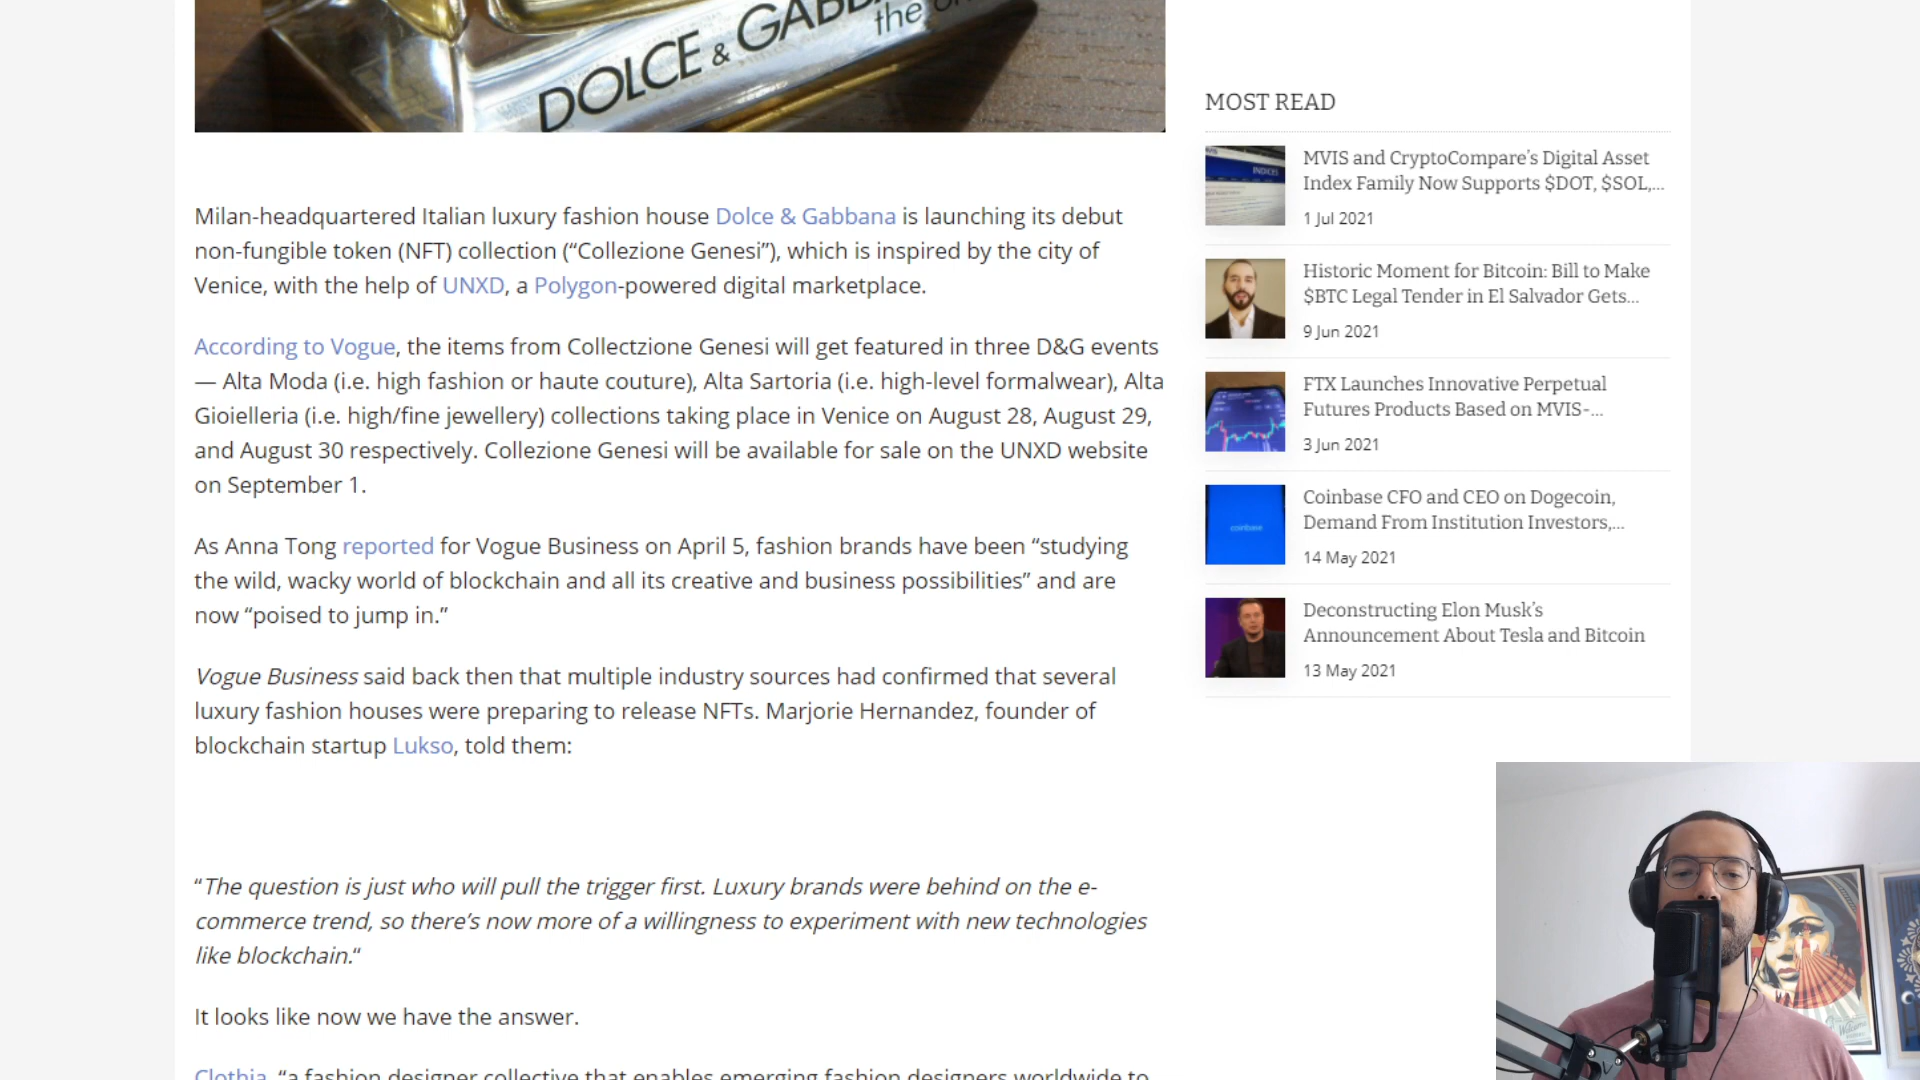 DOLCE & GABB
the
MOST READ
MVIS and CryptoCompare's Digital Asset
Index Family Now Supports $DOT, $SOL,...
1 Jul 2021
Historic Moment for Bitcoin: Bill to Make
$BTC Legal Tender in El Salvador Gets...
9 Jun 2021
FTX Launches Innovative Perpetual
Futures Products Based on MVIS-...
3 Jun 2021
Coinbase CFO and CEO on Dogecoin,
Demand From Institution Investors,...
14 May 2021
Deconstructing Elon Musk's
Announcement About Tesla and Bitcoin
13 May 2021
INDICES
coinbase
Milan-headquartered Italian luxury fashion house Dolce & Gabbana is launching its debut
non-fungible token (NFT) collection (“Collezione Genesi”), which is inspired by the city of
Venice, with the help of UNXD, a Polygon-powered digital marketplace.
According to Vogue, the items from Collectzione Genesi will get featured in three D&G events
— Alta Moda (i.e. high fashion or haute couture), Alta Sartoria (i.e. high-level formalwear), Alta
Gioielleria (i.e. high/fine jewellery) collections taking place in Venice on August 28, August 29,
and August 30 respectively. Collezione Genesi will be available for sale on the UNXD website
on September 1.
As Anna Tong reported for Vogue Business on April 5, fashion brands have been “studying
the wild, wacky world of blockchain and all its creative and business possibilities” and are
now “poised to jump in.”
Vogue Business said back then that multiple industry sources had confirmed that several
luxury fashion houses were preparing to release NFTs. Marjorie Hernandez, founder of
blockchain startup Lukso, told them:
“The question is just who will pull the trigger first. Luxury brands were behind on the e-
commerce trend, so there’s now more of a willingness to experiment with new technologies
like blockchain.“
It looks like now we have the answer.
Clothia, “a fashion designer collective that enables emerging fashion designers worldwide to